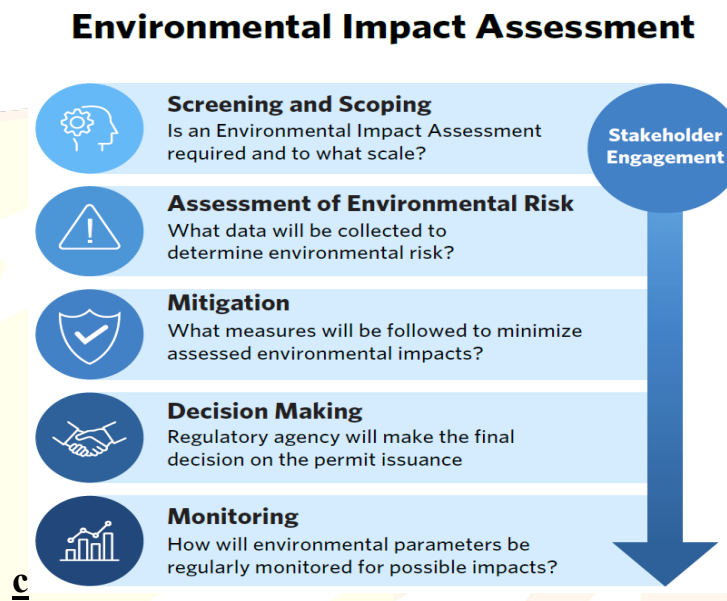 Environmental Impact Assessment
Screening and Scoping
Is an Environmental Impact Assessment
required and to what scale?
Stakeholder
Engagement
Assessment of Environmental Risk
What data will be collected to
determine environmental risk?
Mitigation
What measures will be followed to minimize
assessed environmental impacts?
Decision Making
Regulatory agency will make the final
decision on the permit issuance
Monitoring
How will environmental parameters be
regularly monitored for possible impacts?
c